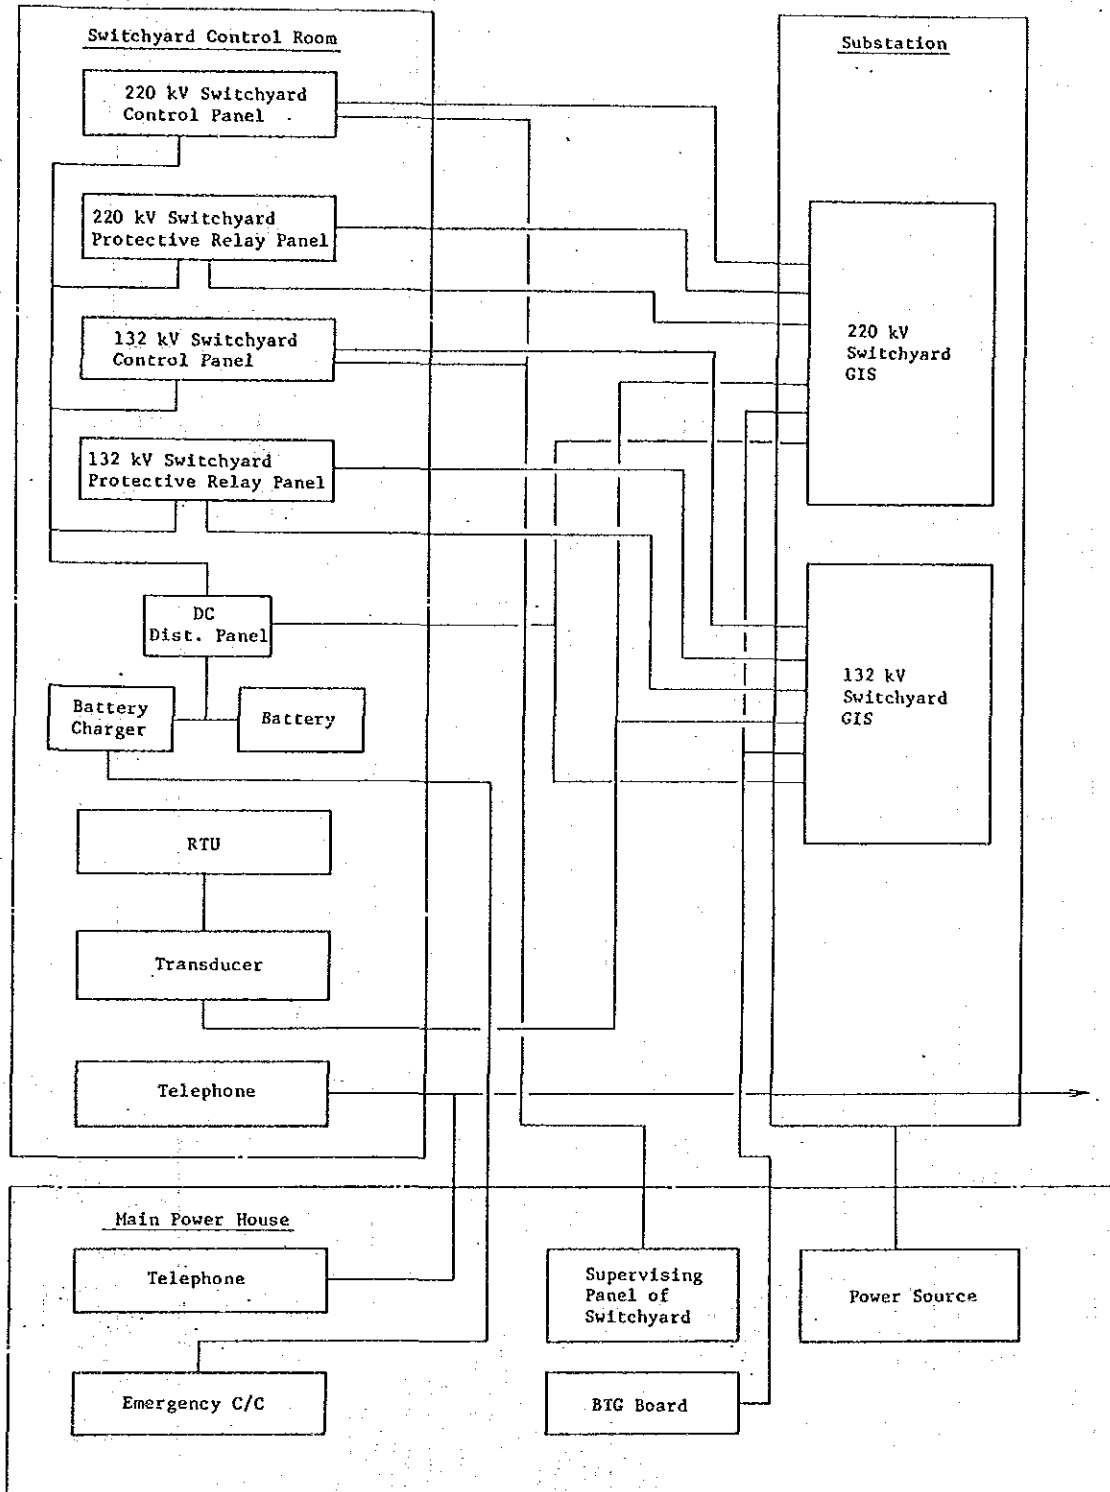 Switchyard Control Room
220 kV Switchyard
Control Panel
220 kV Switchyard
Protective Relay Panel
132 kV Switchyard
Control Panel
132 kV Switchyard
Protective Relay Panel
DC
Dist. Panel
Battery
Charger
Battery
RTU
Transducer
Telephone
Substation
220 kV
Switchyard
GIS
132 kV
Switchyard
GIS
Main Power House
Telephone
Emergency C/C
Supervising
Panel of
Switchyard
BTG Board
Power Source